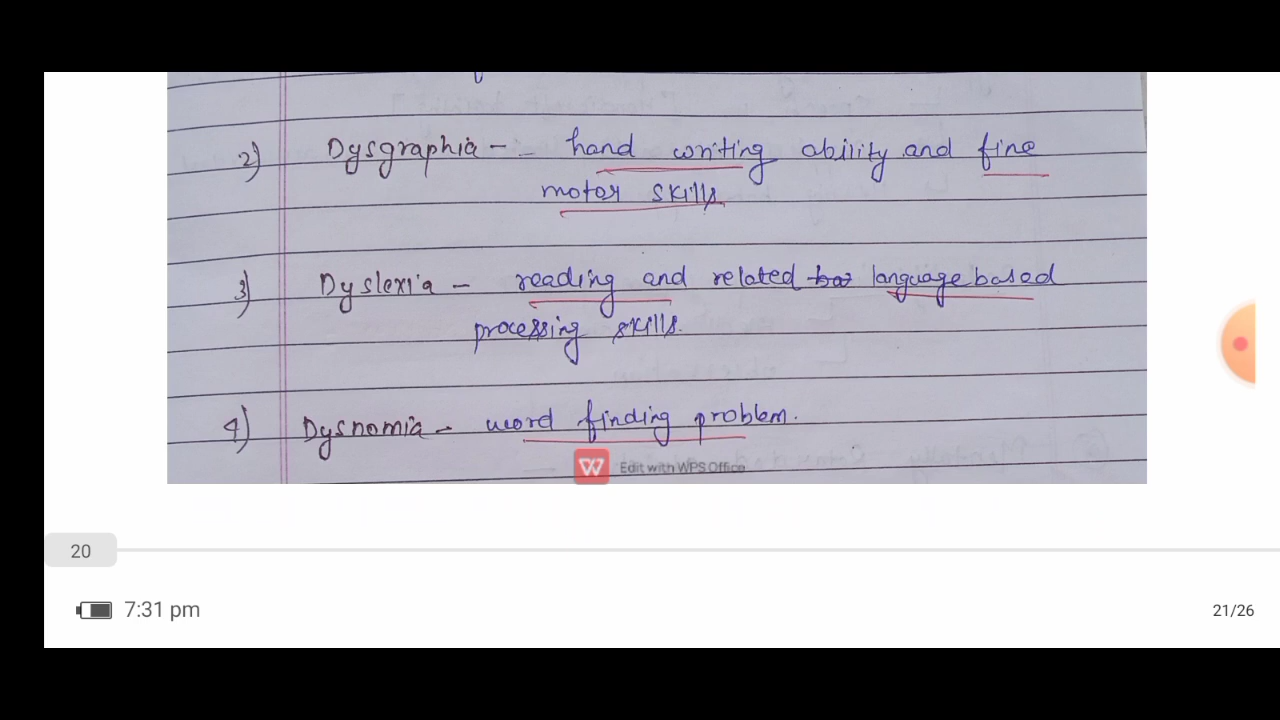 2) Dysgraphia - - hand writing ability and fine
motor skills.
3) Dyslexia - reading and related language based
processing skills.
4) Dysnomia - word finding problem.
W Edit with WPS Office
20
7:31 pm
21/26